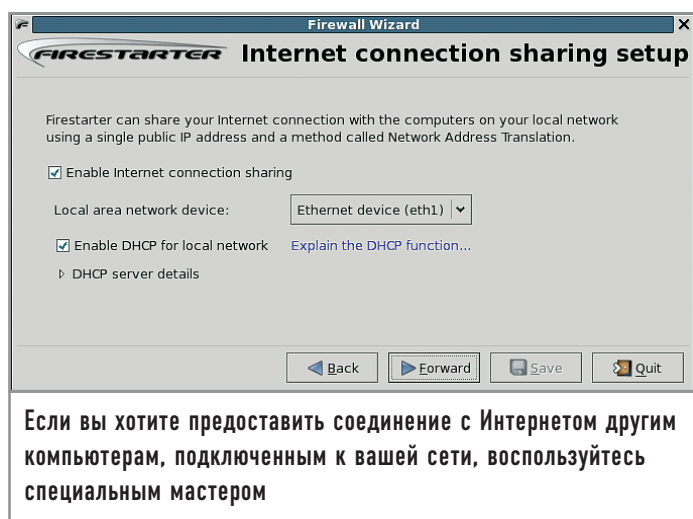 Firewall Wizard
FIRESTARTER Internet connection sharing setup
Firestarter can share your Internet connection with the computers on your local network
using a single public IP address and a method called Network Address Translation.
Enable Internet connection sharing
Local area network device: Ethernet device (eth1)
Enable DHCP for local network Explain the DHCP function...
DHCP server details
Back Forward Save Quit
Если вы хотите предоставить соединение с Интернетом другим
компьютерам, подключенным к вашей сети, воспользуйтесь
специальным мастером